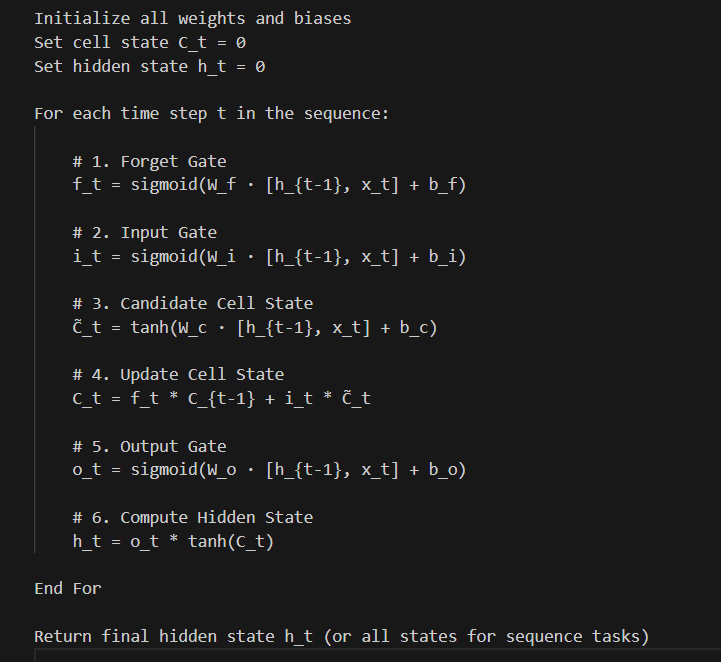 Initialize all weights and biases
Set cell state C_t = 0
Set hidden state h_t = 0
For each time step t in the sequence:
# 1. Forget Gate
f_t = sigmoid(W_f · [h_{t-1}, x_t] + b_f)
# 2. Input Gate
i_t = sigmoid(W_i · [h_{t-1}, x_t] + b_i)
# 3. Candidate Cell State
C̃_t = tanh(W_c · [h_{t-1}, x_t] + b_c)
# 4. Update Cell State
C_t = f_t * C_{t-1} + i_t * C̃_t
# 5. Output Gate
o_t = sigmoid(W_o · [h_{t-1}, x_t] + b_o)
# 6. Compute Hidden State
h_t = o_t * tanh(C_t)
End For
Return final hidden state h_t (or all states for sequence tasks)